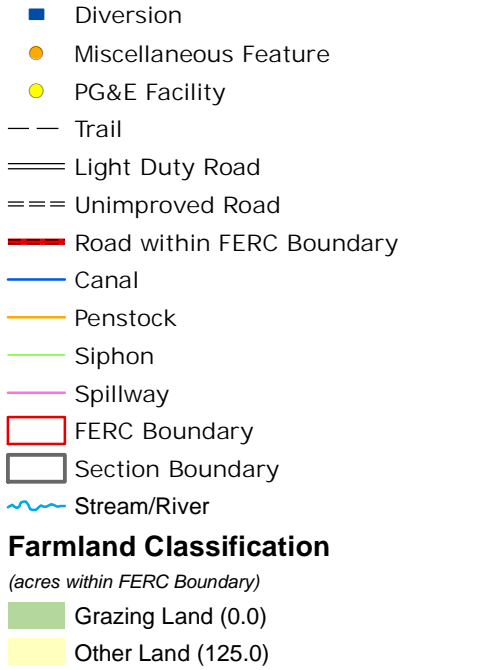 Diversion
Miscellaneous Feature
PG&E Facility
Trail
Light Duty Road
Unimproved Road
Road within FERC Boundary
Canal
Penstock
Siphon
Spillway
FERC Boundary
Section Boundary
Stream/River
Farmland Classification
(acres within FERC Boundary)
Grazing Land (0.0)
Other Land (125.0)